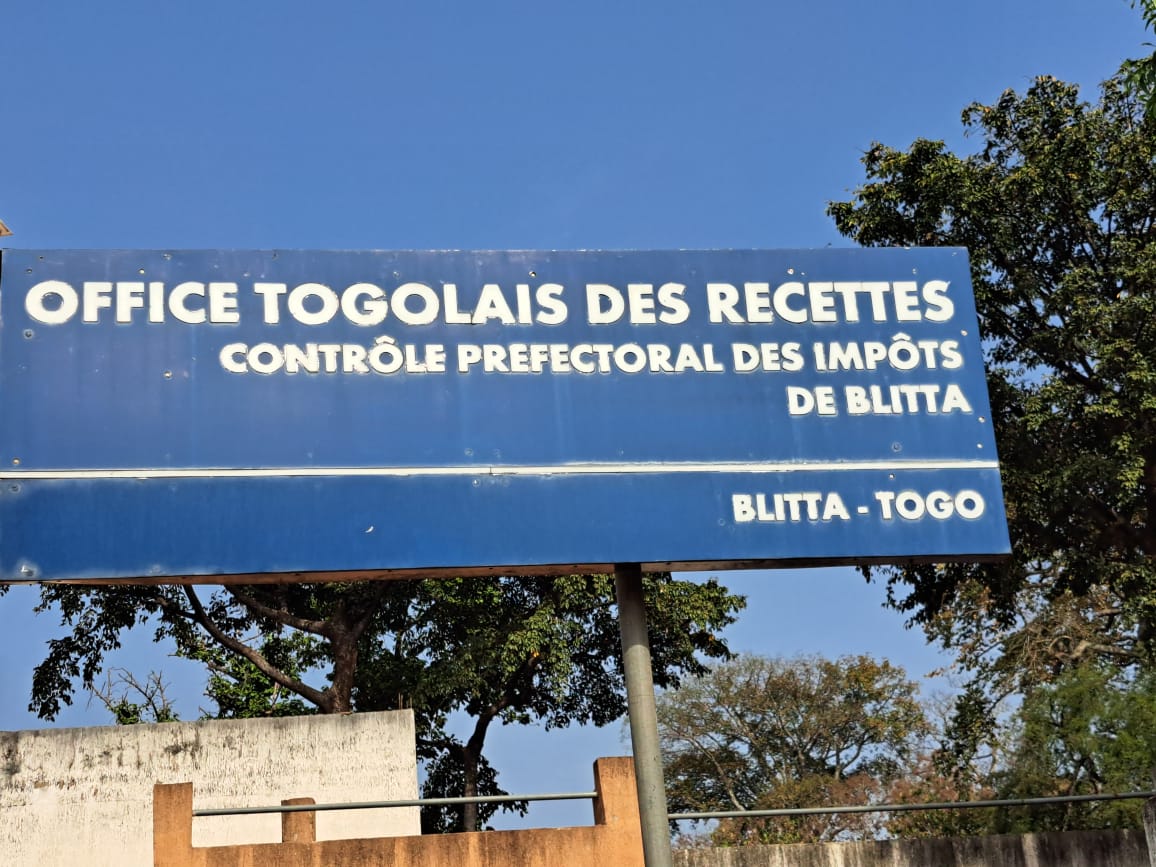 OFFICE TOGOLAIS DES RECETTES
CONTRÔLE PREFECTORAL DES IMPÔTS
DE BLITTA
BLITTA - TOGO